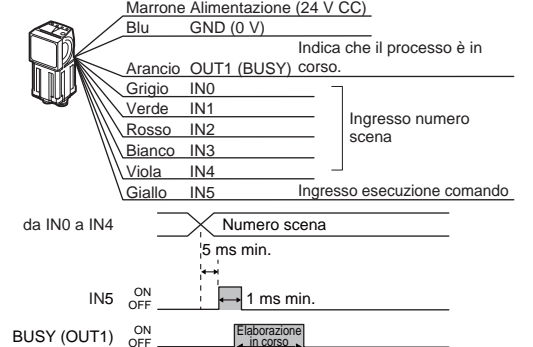 Marrone Alimentazione (24 V CC)
Blu GND (0 V)
Indica che il processo è in corso.
Arancio OUT1 (BUSY)
Grigio IN0
Verde IN1
Rosso IN2
Bianco IN3
Viola IN4
Ingresso numero scena
Giallo IN5 Ingresso esecuzione comando
da IN0 a IN4 Numero scena
5 ms min.
IN5 ON OFF 1 ms min.
BUSY (OUT1) ON OFF Elaborazione in corso